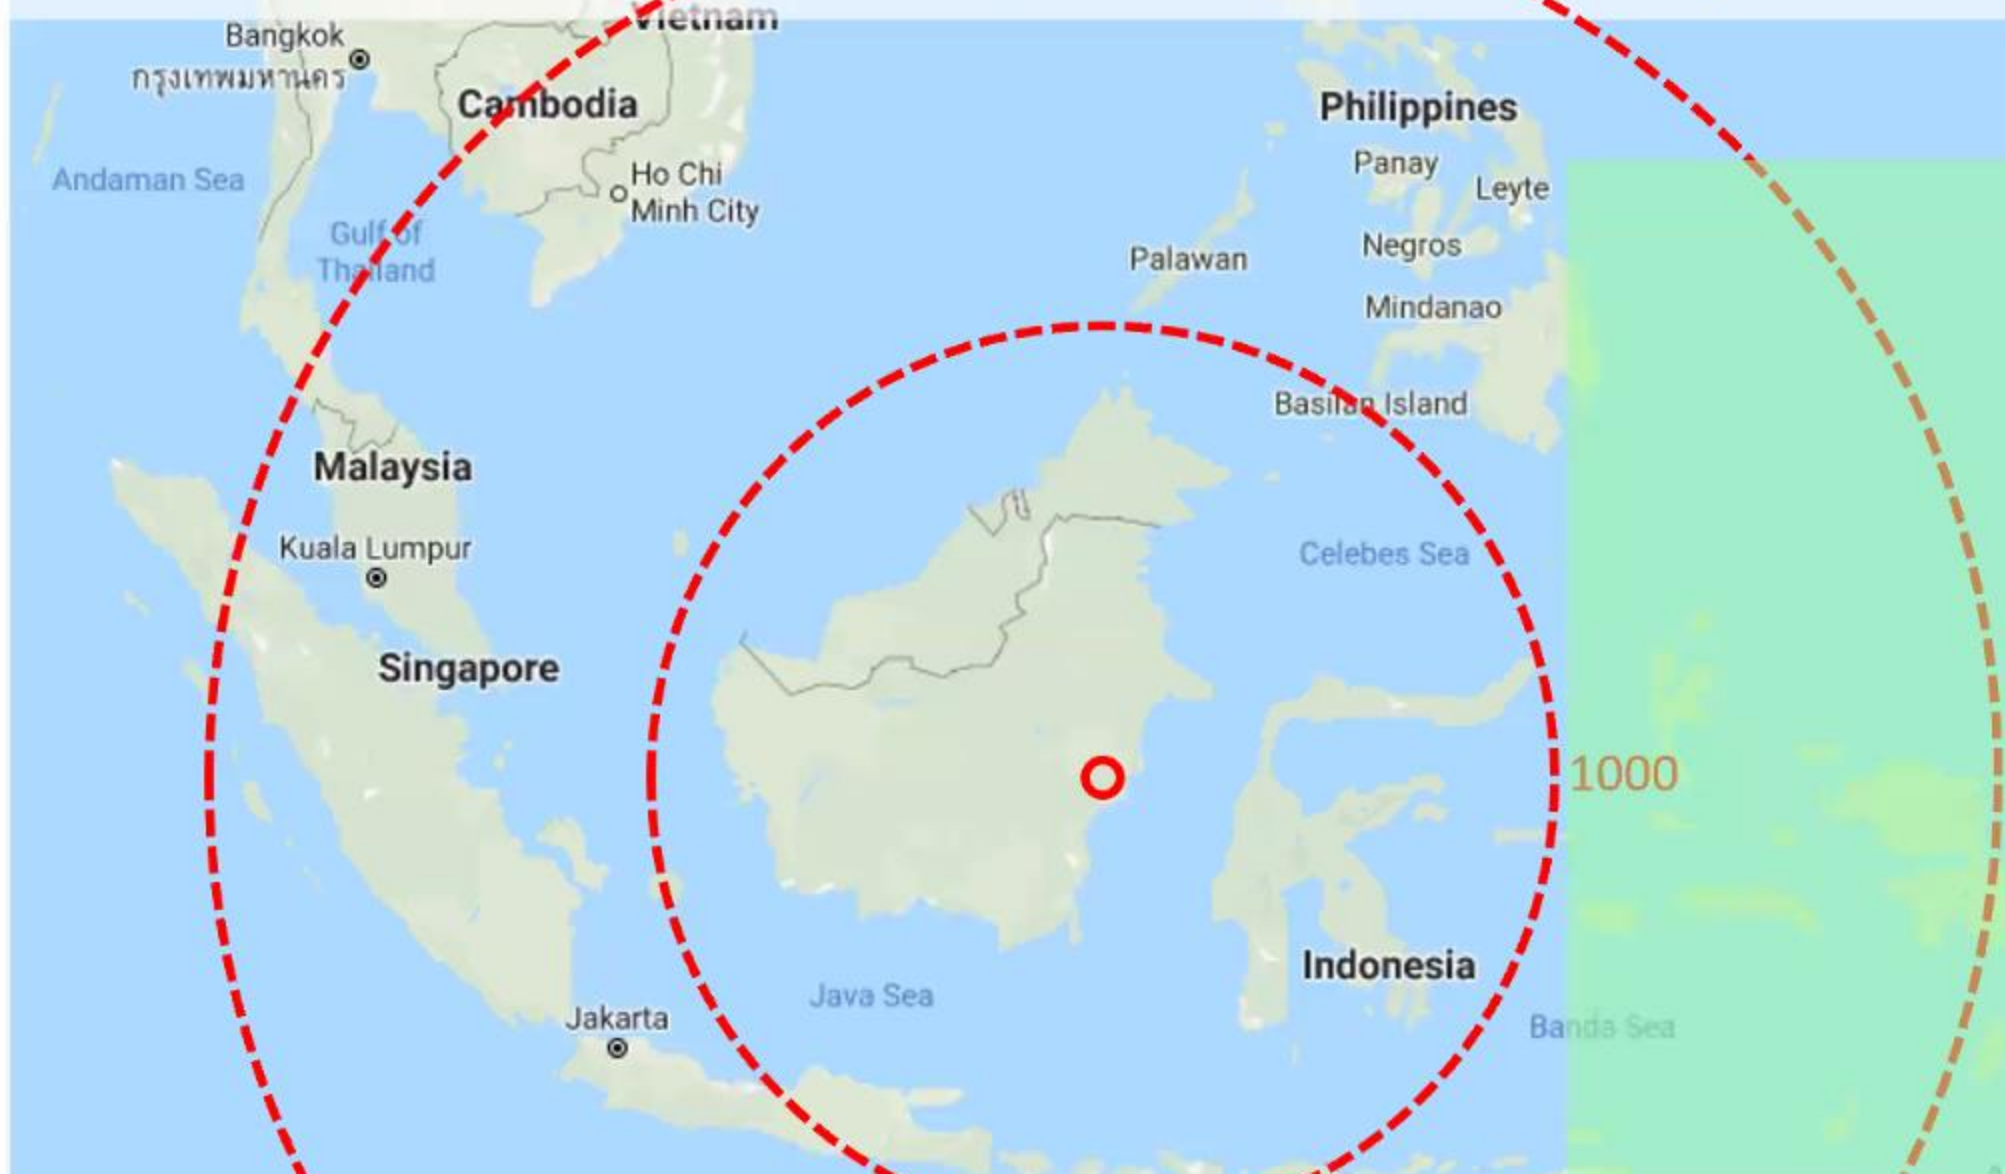 Vietnam
Bangkok
กรุงเทพมหานคร
Cambodia
Philippines
Panay
Leyte
Andaman Sea
Ho Chi
Minh City
Gulf of
Thailand
Negros
Palawan
Mindanao
Basilan Island
Malaysia
Kuala Lumpur
Celebes Sea
Singapore
1000
Indonesia
Java Sea
Jakarta
Banda Sea